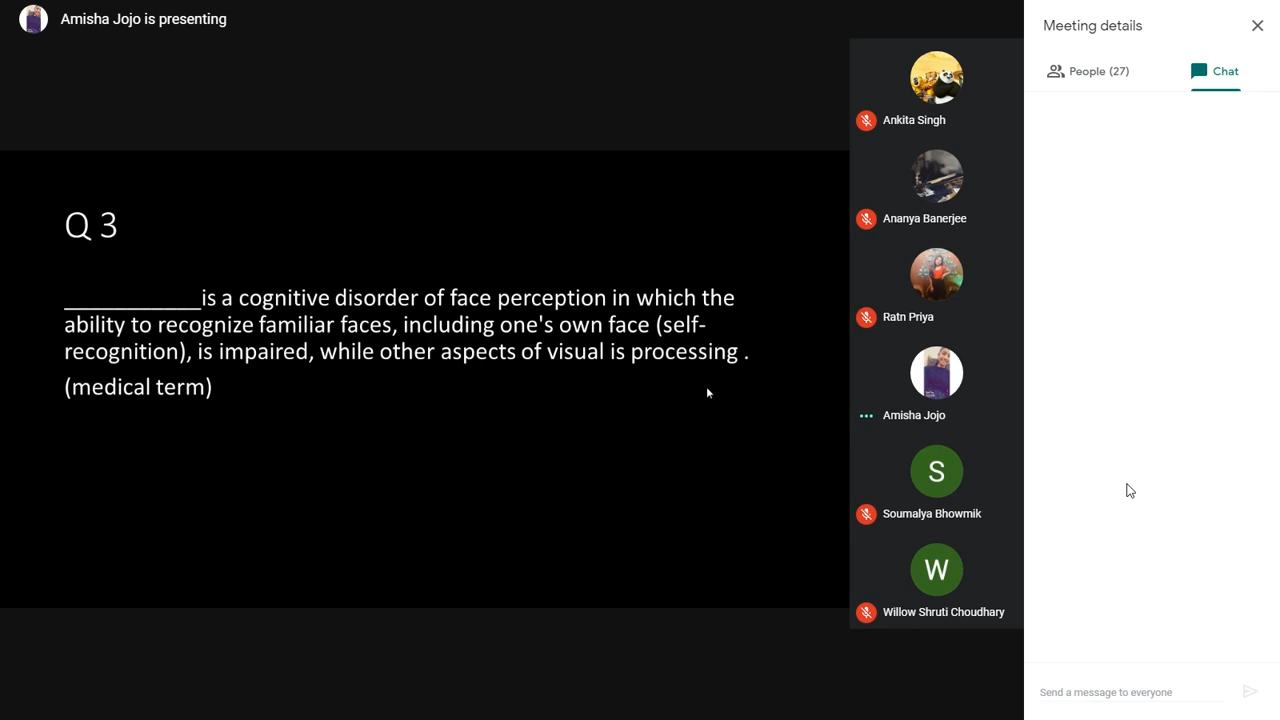 Amisha Jojo is presenting
Q 3
____________is a cognitive disorder of face perception in which the
ability to recognize familiar faces, including one's own face (self-
recognition), is impaired, while other aspects of visual is processing .
(medical term)
Ankita Singh
Ananya Banerjee
Ratn Priya
Amisha Jojo
S
Soumalya Bhowmik
W
Willow Shruti Choudhary
Meeting details
People (27)
Chat
Send a message to everyone